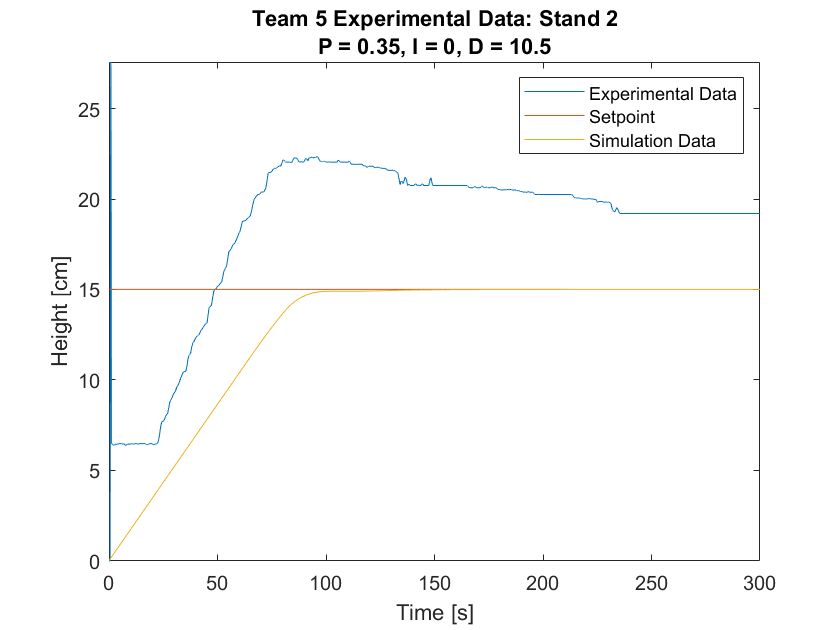 Team 5 Experimental Data: Stand 2
P = 0.35, I = 0, D = 10.5
Experimental Data
Setpoint
Simulation Data
25
20
15
10
5
0
Height [cm]
0 50 100 150 200 250 300
Time [s]